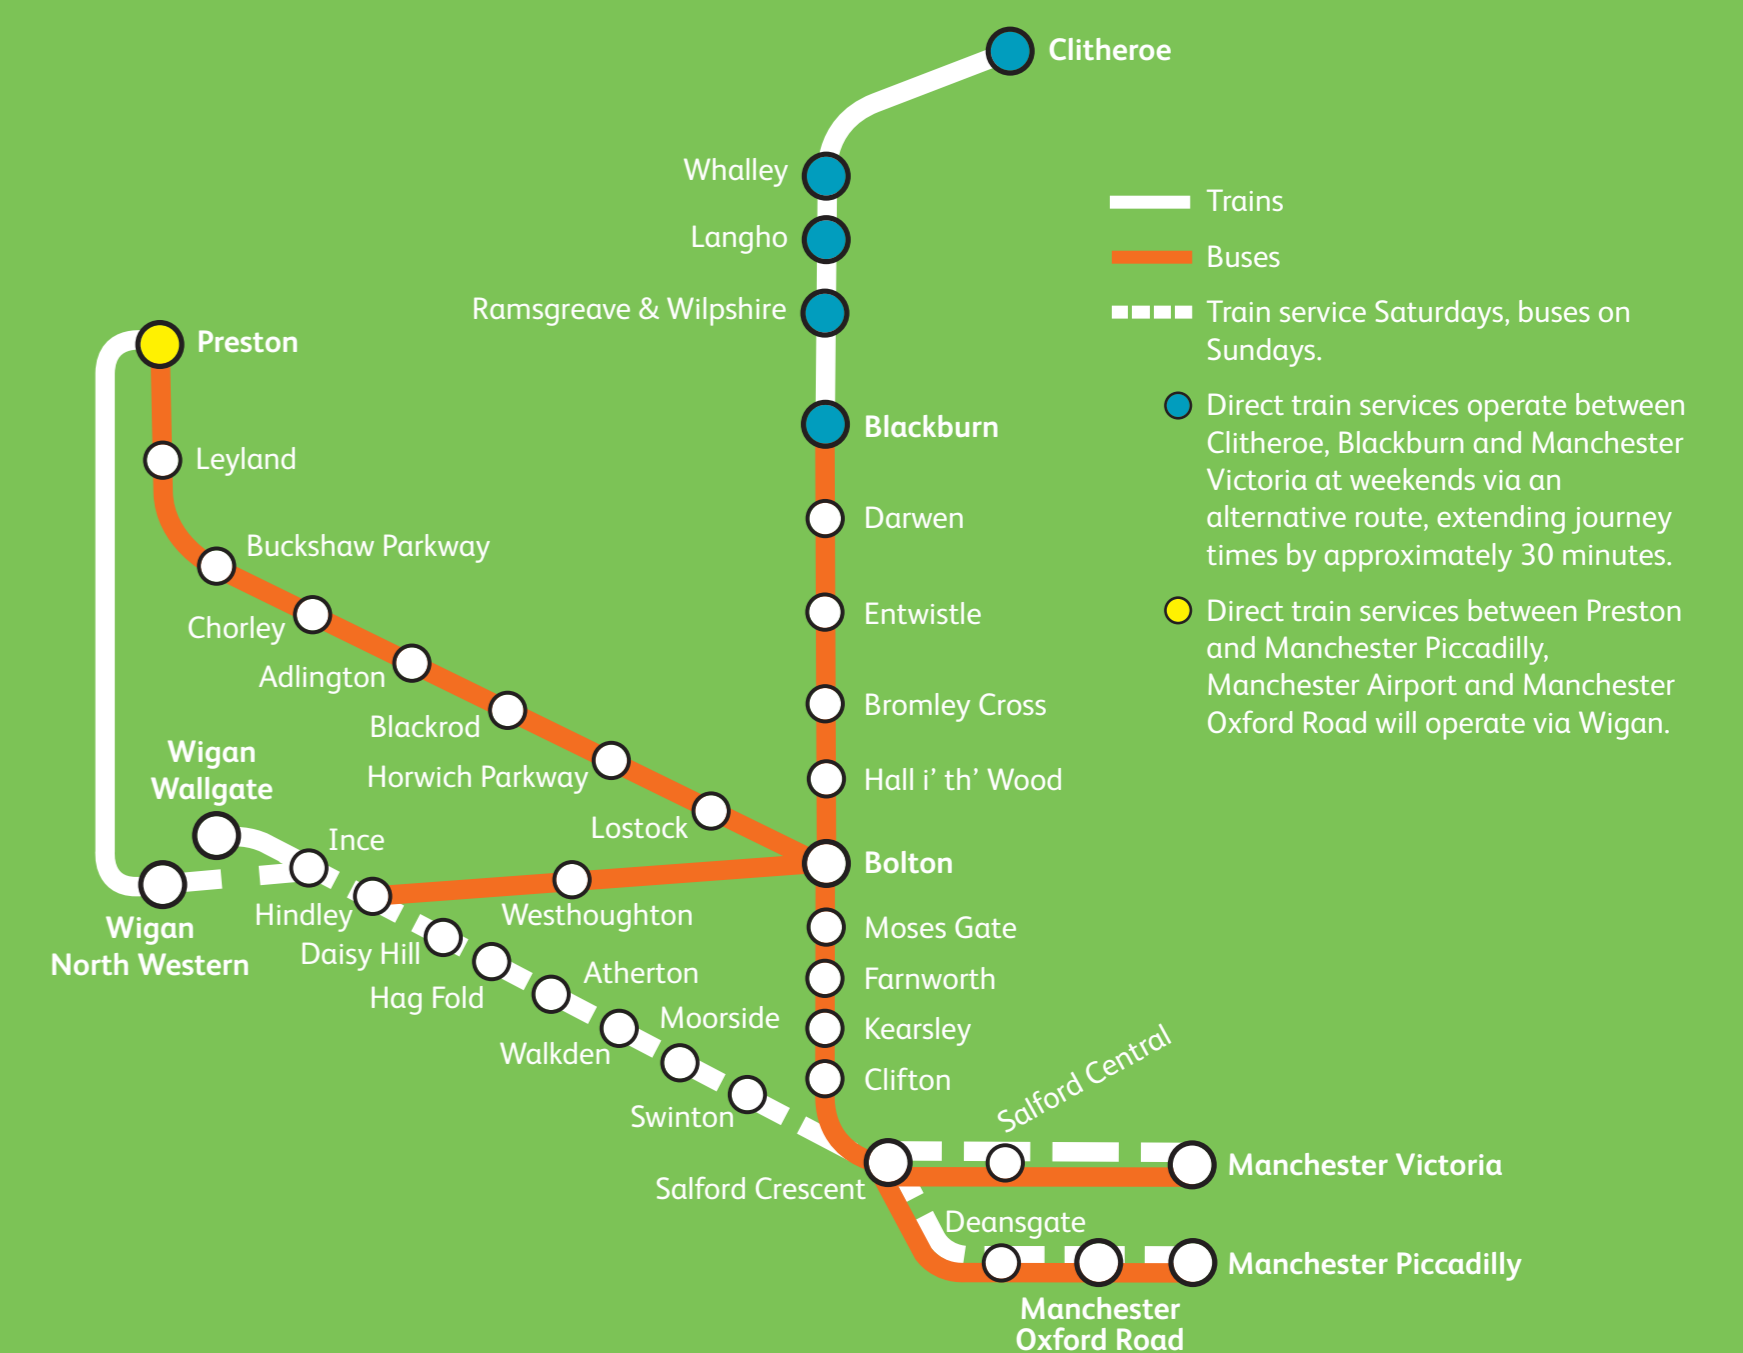 Clitheroe
Whalley
Langho
Ramsgreave & Wilpshire
Blackburn
Trains
Buses
Train service Saturdays, buses on
Sundays.
Direct train services operate between
Clitheroe, Blackburn and Manchester
Victoria at weekends via an
alternative route, extending journey
times by approximately 30 minutes.
Direct train services between Preston
and Manchester Piccadilly,
Manchester Airport and Manchester
Oxford Road will operate via Wigan.
Preston
Leyland
Buckshaw Parkway
Chorley
Adlington
Blackrod
Horwich Parkway
Lostock
Darwen
Entwistle
Bromley Cross
Hall i’ th’ Wood
Bolton
Wigan
Wallgate
Ince
Wigan
North Western
Hindley
Westhoughton
Daisy Hill
Hag Fold
Atherton
Walkden
Moorside
Swinton
Moses Gate
Farnworth
Kearsley
Clifton
Salford Central
Salford Crescent
Manchester Victoria
Deansgate
Manchester Piccadilly
Manchester
Oxford Road